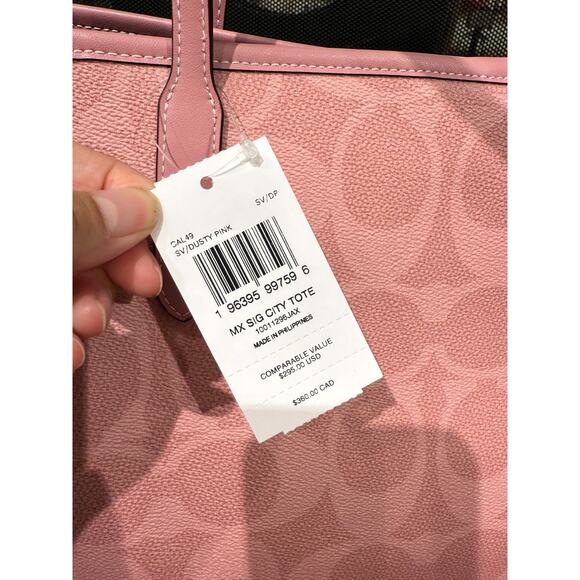 CAL49 SV/DP
SV/DUSTY PINK
1 96395 99759 6
MX SIG CITY TOTE
10011296JAX
MADE IN PHILIPPINES
COMPARABLE VALUE
$295.00 USD
$360.00 CAD